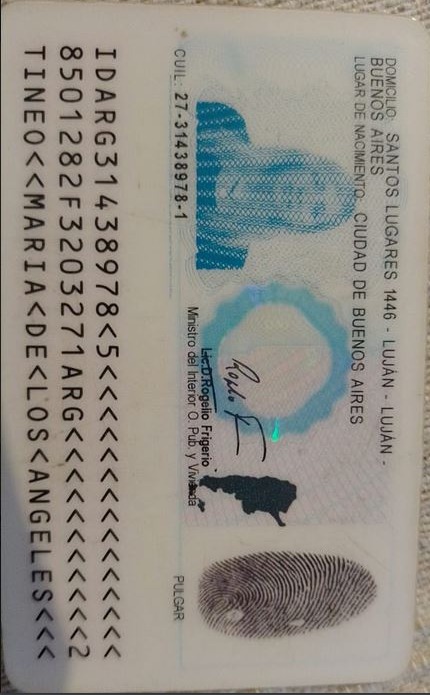 DOMICILIO: SANTOS LUGARES 1446 - LUJÁN - LUJÁN -
BUENOS AIRES
LUGAR DE NACIMIENTO: CIUDAD DE BUENOS AIRES
Lic.D.Rogelio Frigerio
Ministro del Interior O. Pub. y Vivienda
CUIL: 27-31438978-1
PULGAR
IDARG31438978<5<<<<<<<<<<<<<<<
8501282F3203271ARG<<<<<<<<<<<2
TINEO<<MARIA<DE<LOS<ANGELES<<<